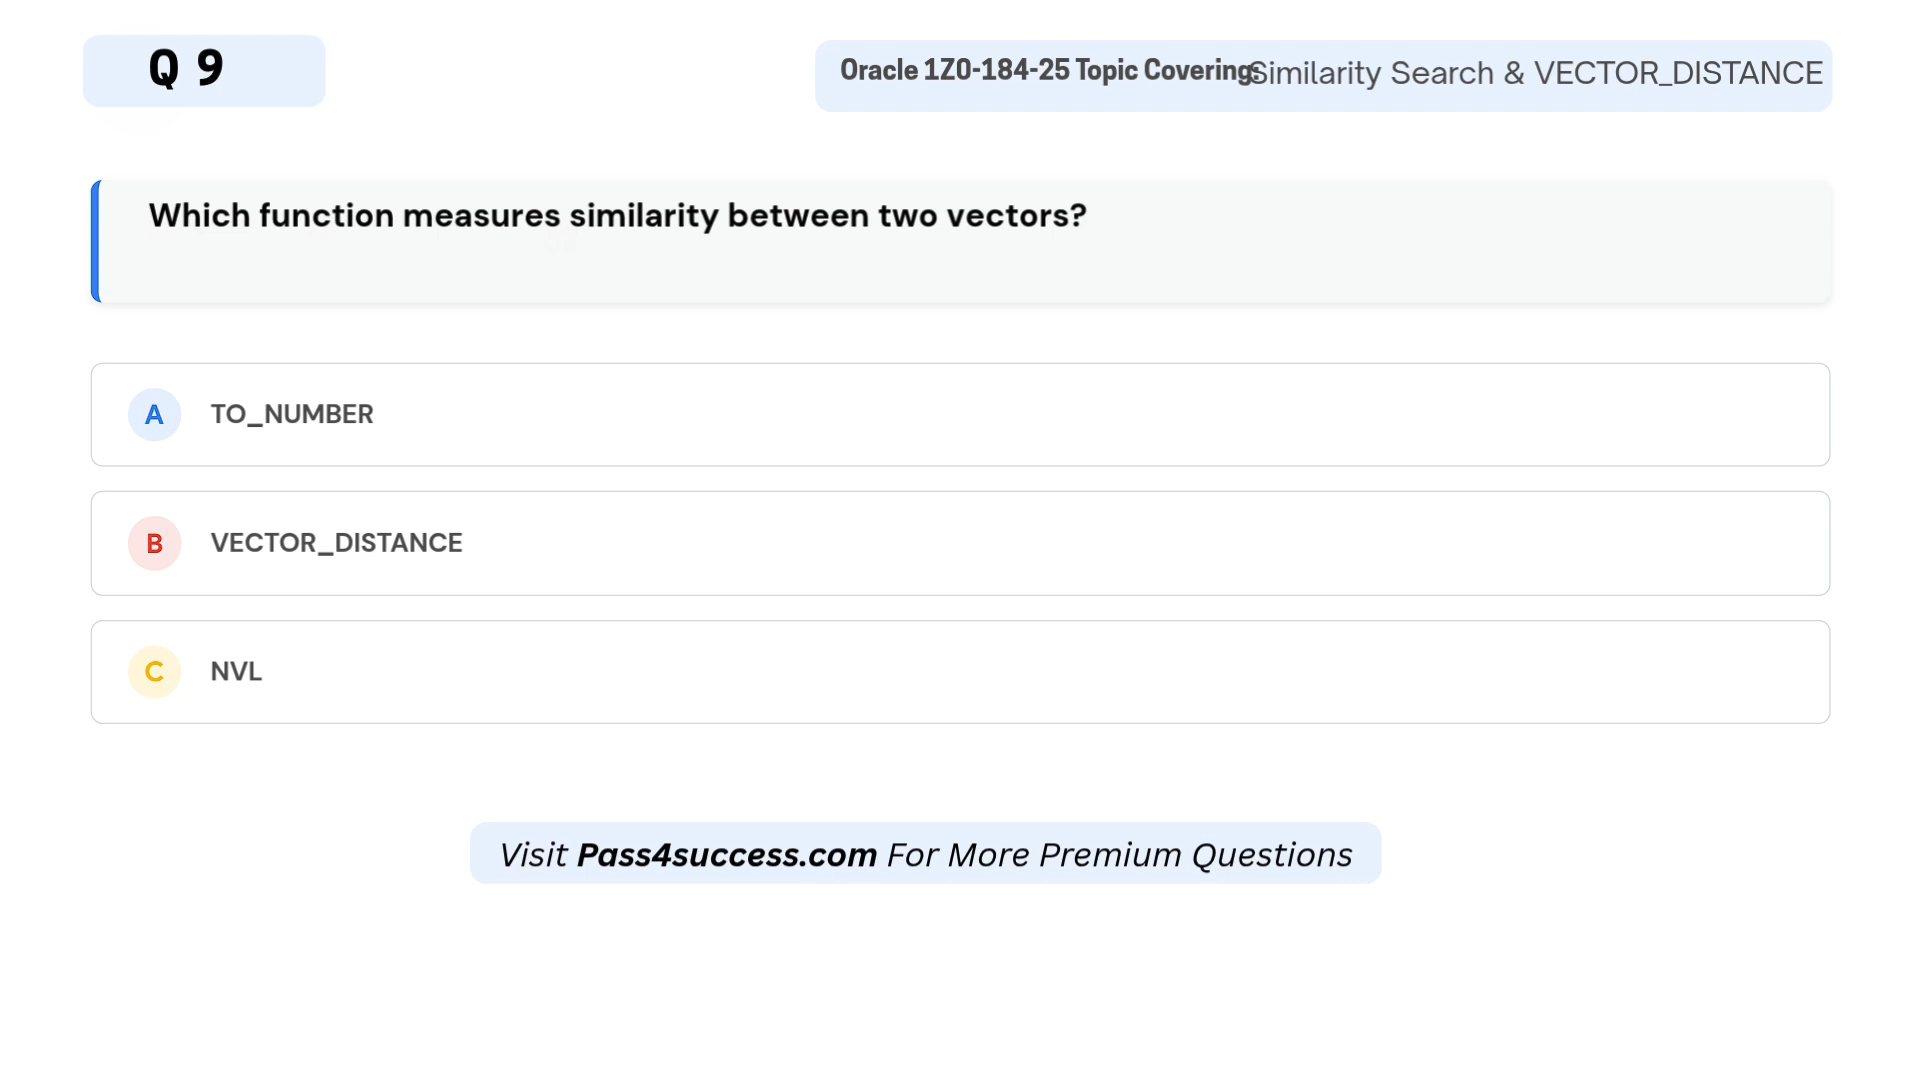 Q 9
Oracle 1Z0-184-25 Topic Covering: Similarity Search & VECTOR_DISTANCE
Which function measures similarity between two vectors?
A TO_NUMBER
B VECTOR_DISTANCE
C NVL
Visit Pass4success.com For More Premium Questions